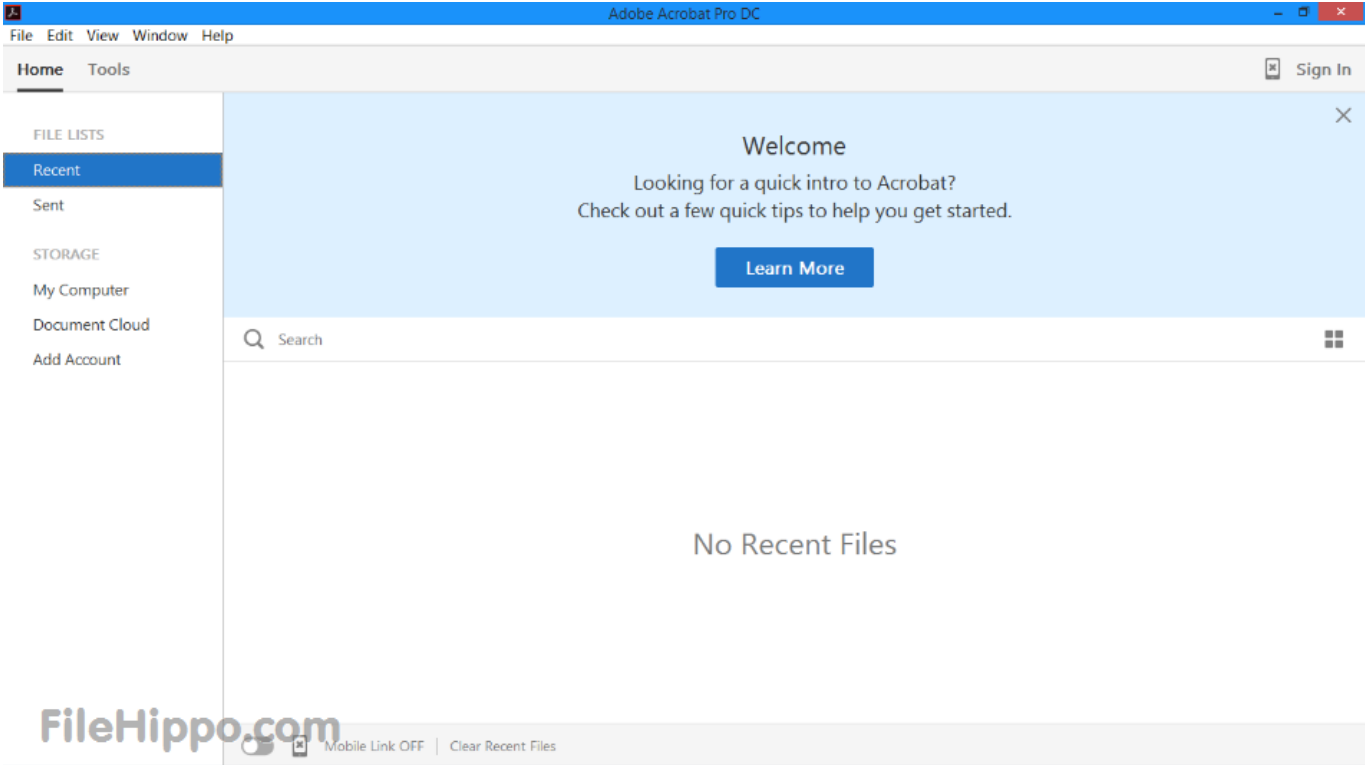 Adobe Acrobat Pro DC
File Edit View Window Help
Home Tools Sign In
FILE LISTS
Recent
Sent
STORAGE
My Computer
Document Cloud
Add Account
Welcome
Looking for a quick intro to Acrobat?
Check out a few quick tips to help you get started.
Learn More
Search
No Recent Files
FileHippo.com
Mobile Link OFF | Clear Recent Files